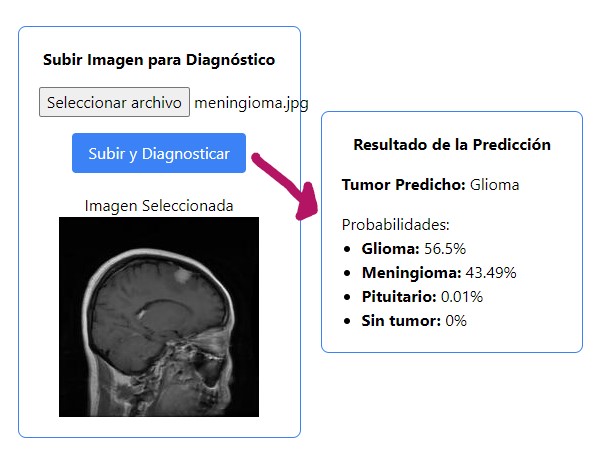 Subir Imagen para Diagnóstico
Seleccionar archivo meningioma.jpg
Subir y Diagnosticar
Imagen Seleccionada
Resultado de la Predicción
Tumor Predicho: Glioma
Probabilidades:
• Glioma: 56.5%
• Meningioma: 43.49%
• Pituitario: 0.01%
• Sin tumor: 0%